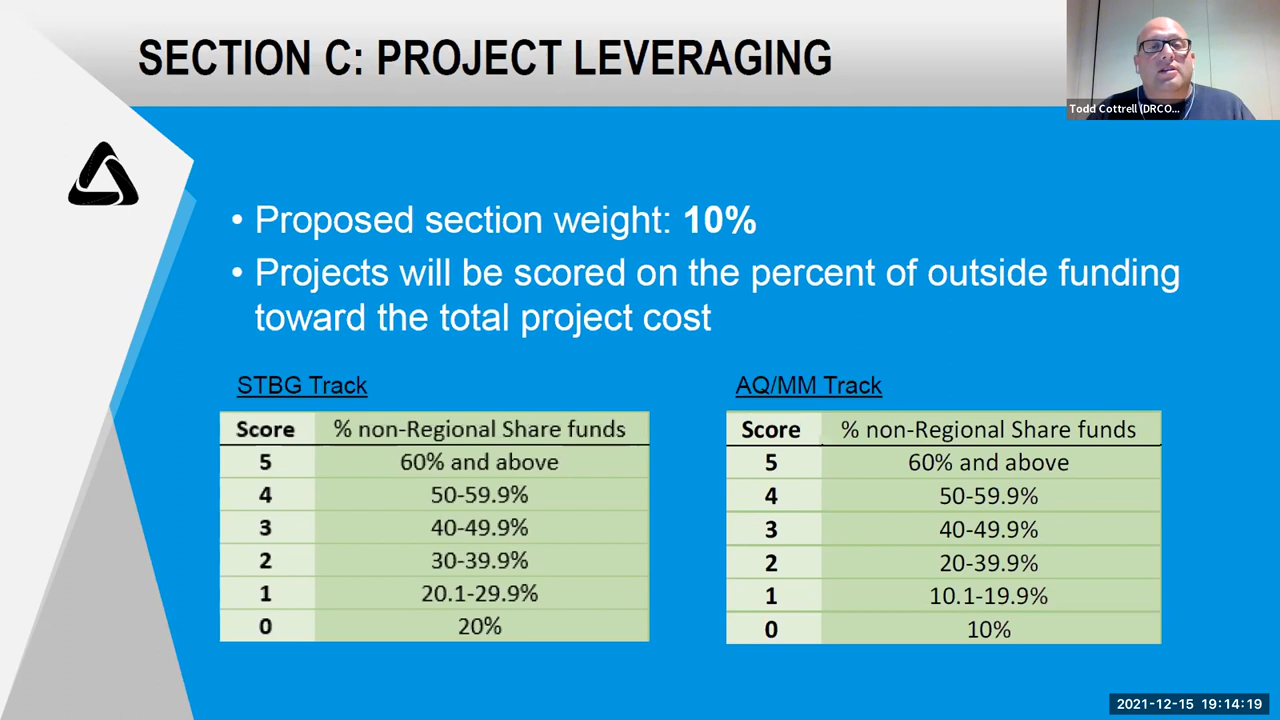 SECTION C: PROJECT LEVERAGING
Todd Cottrell (DRCO...
• Proposed section weight: 10%
• Projects will be scored on the percent of outside funding
toward the total project cost
STBG Track
Score % non-Regional Share funds
5 60% and above
4 50-59.9%
3 40-49.9%
2 30-39.9%
1 20.1-29.9%
0 20%
AQ/MM Track
Score % non-Regional Share funds
5 60% and above
4 50-59.9%
3 40-49.9%
2 20-39.9%
1 10.1-19.9%
0 10%
2021-12-15 19:14:19